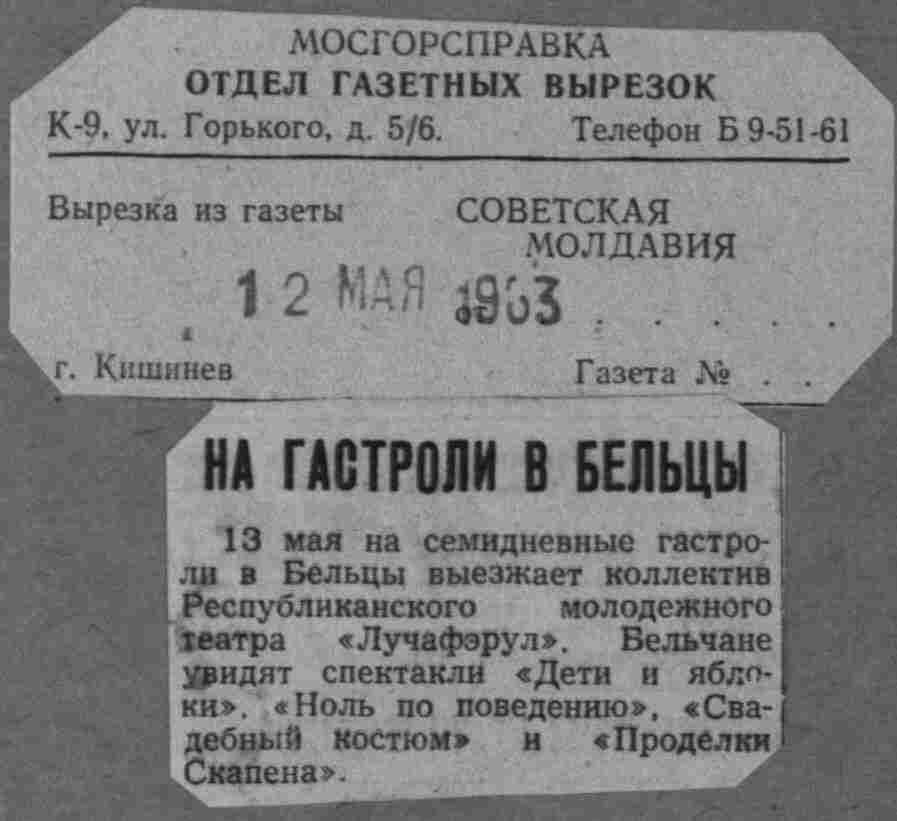 МОСГОРСПРАВКА
ОТДЕЛ ГАЗЕТНЫХ ВЫРЕЗОК
К-9, ул. Горького, д. 5/6. Телефон Б 9-51-61
Вырезка из газеты СОВЕТСКАЯ
МОЛДАВИЯ
12 МАЯ 1963 . . . .
г. Кишинев Газета № . .
НА ГАСТРОЛИ В БЕЛЬЦЫ
13 мая на семидневные гастро-
ли в Бельцы выезжает коллектив
Республиканского молодежного
театра «Лучафэрул». Бельчане
увидят спектакли «Дети и ябло-
ки», «Ноль по поведению», «Сва-
дебный костюм» и «Проделки
Скапена».